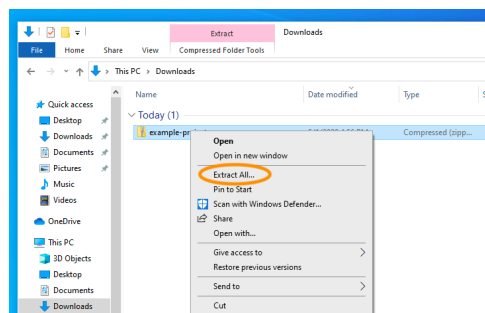 Extract
Downloads
File
Home
Share
View
Compressed Folder Tools
This PC > Downloads
Name
Date modified
Type
Quick access
Today (1)
Desktop
Compressed (zipp...
Open
Downloads
Open in new window
Documents
Extract All...
Pictures
Pin to Start
Music
Scan with Windows Defender...
Videos
Share
OneDrive
Open with...
This PC
Give access to
3D Objects
Restore previous versions
Desktop
Send to
Documents
Downloads
Cut